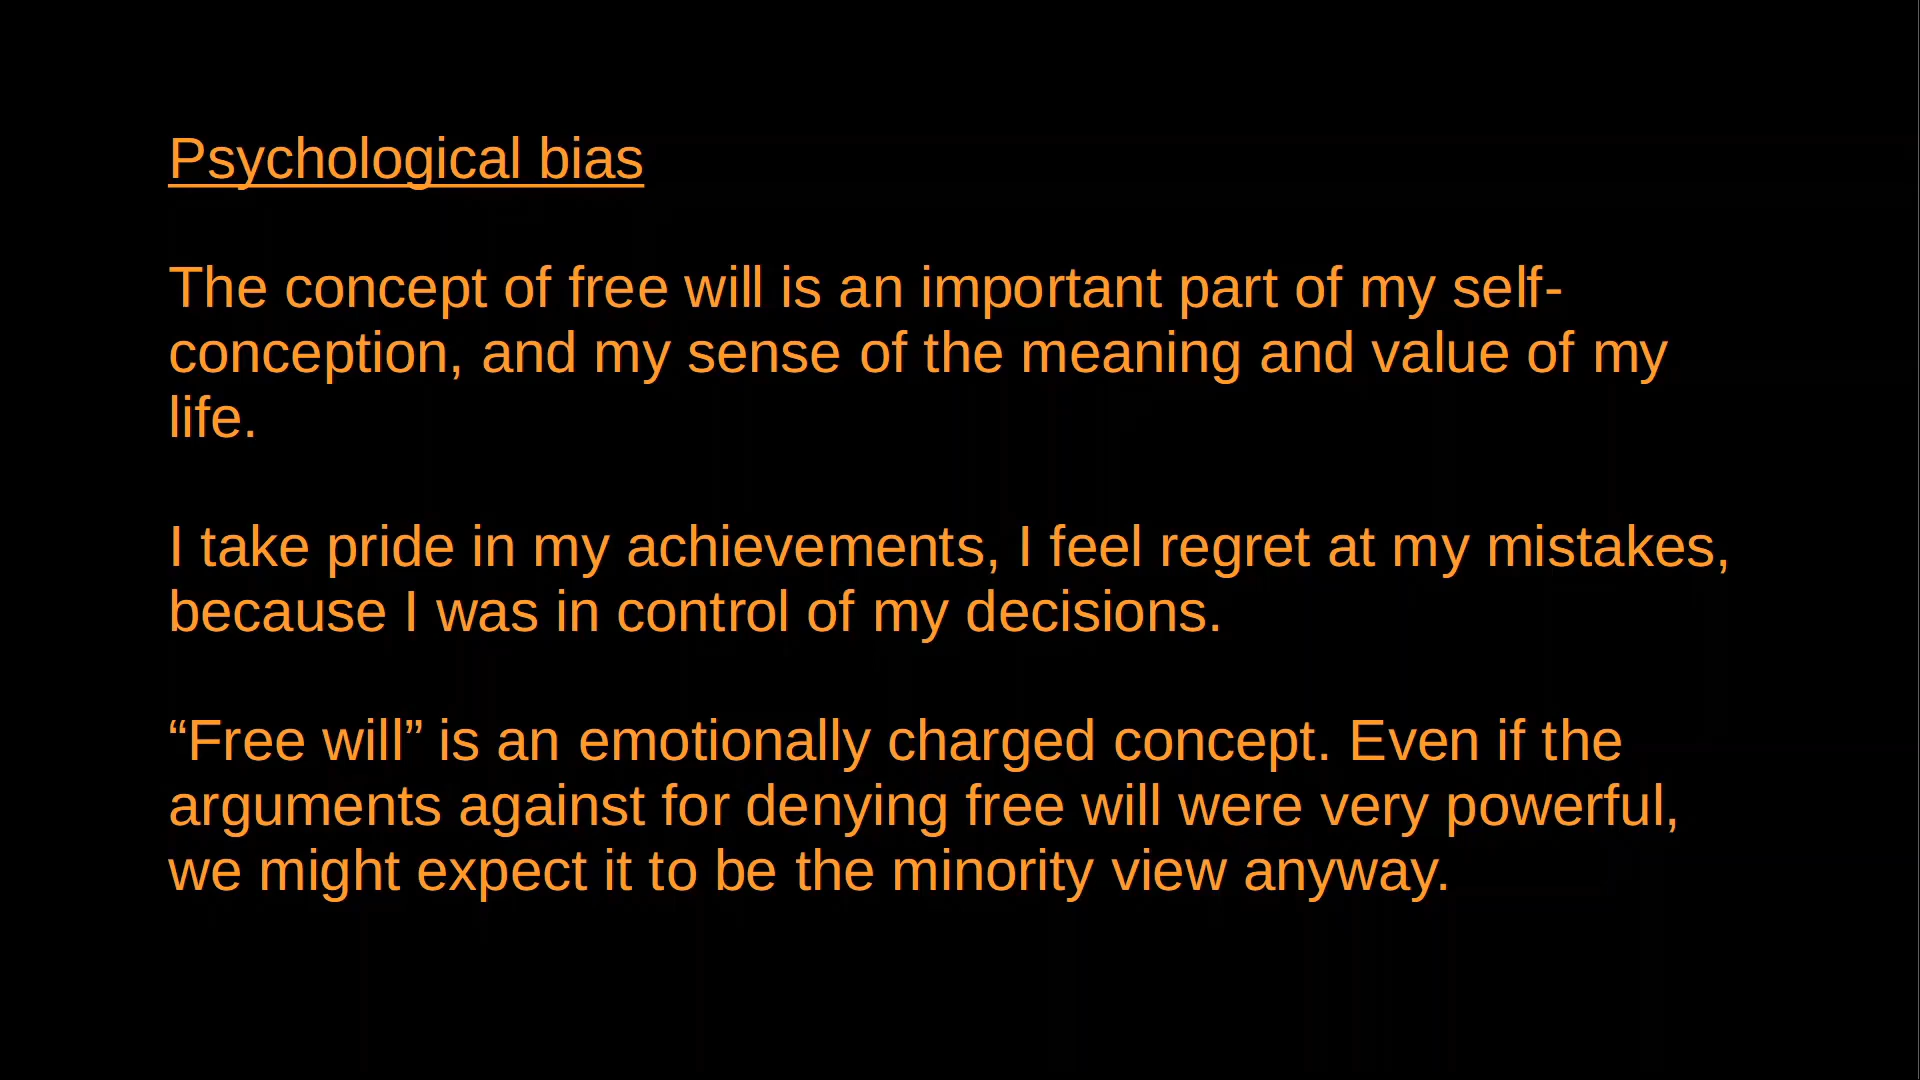 Psychological bias
The concept of free will is an important part of my self-
conception, and my sense of the meaning and value of my
life.
I take pride in my achievements, I feel regret at my mistakes,
because I was in control of my decisions.
“Free will” is an emotionally charged concept. Even if the
arguments against for denying free will were very powerful,
we might expect it to be the minority view anyway.